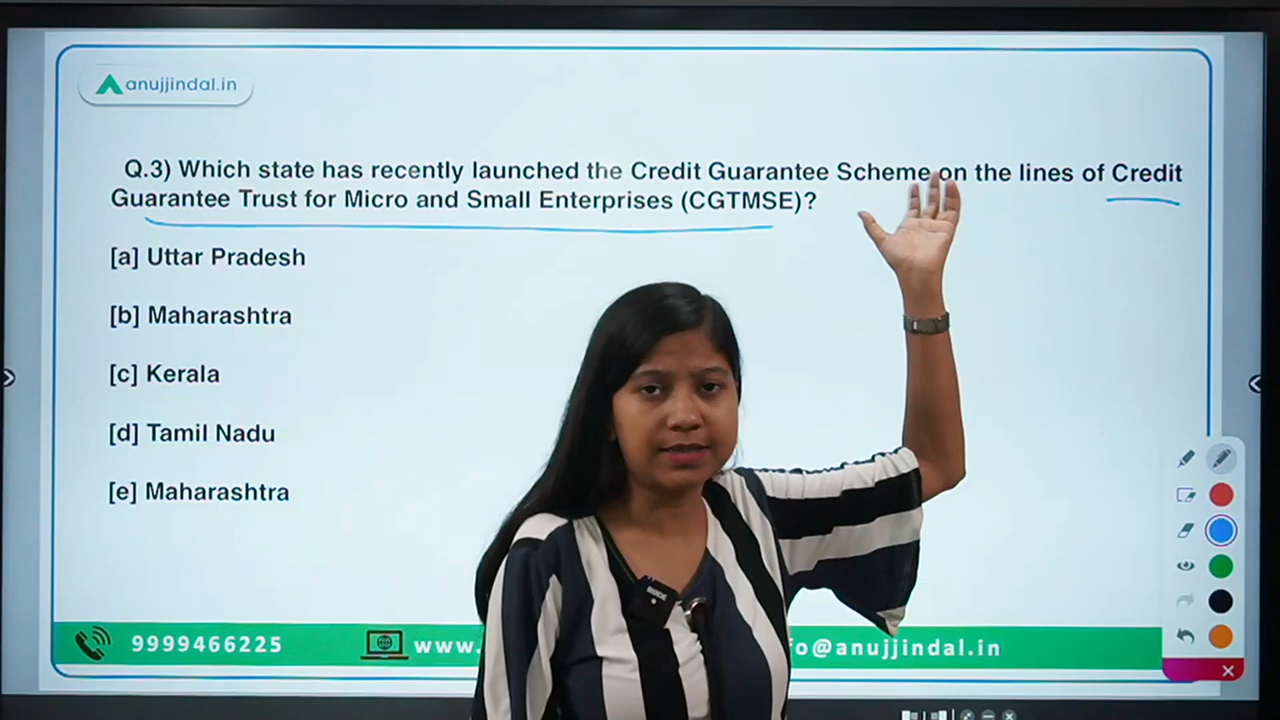 anujjindal.in
Q.3) Which state has recently launched the Credit Guarantee Scheme on the lines of Credit
Guarantee Trust for Micro and Small Enterprises (CGTMSE)?
[a] Uttar Pradesh
[b] Maharashtra
[c] Kerala
[d] Tamil Nadu
[e] Maharashtra
9999466225
www.
fo@anujjindal.in